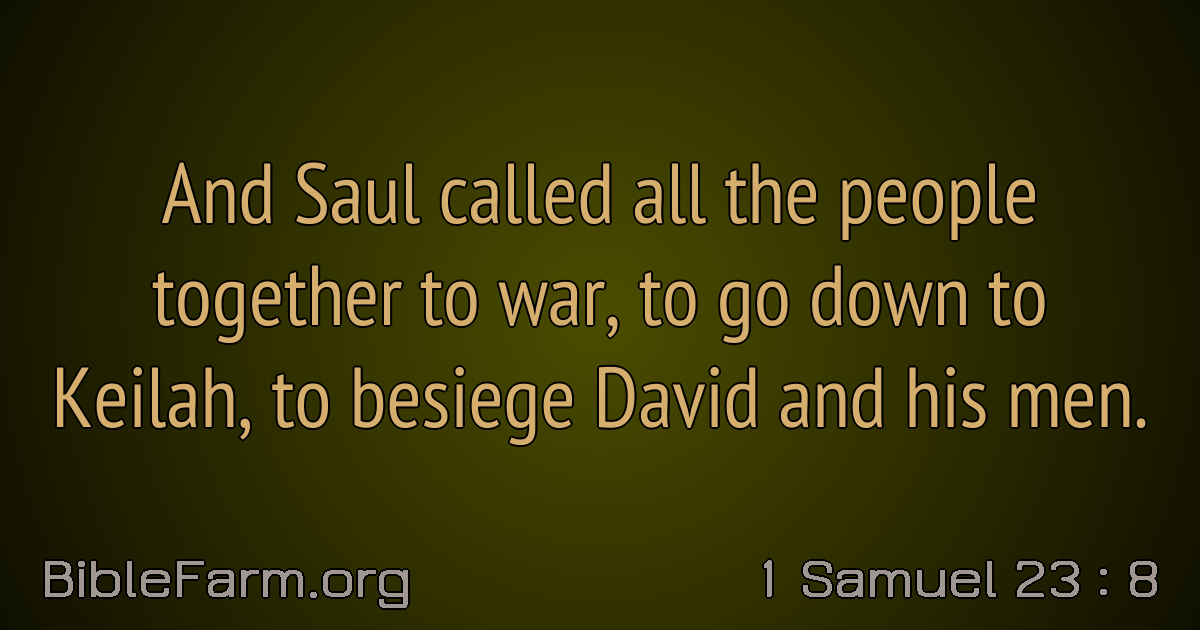 And Saul called all the people
together to war, to go down to
Keilah, to besiege David and his men.
BibleFarm.org
1 Samuel 23 : 8